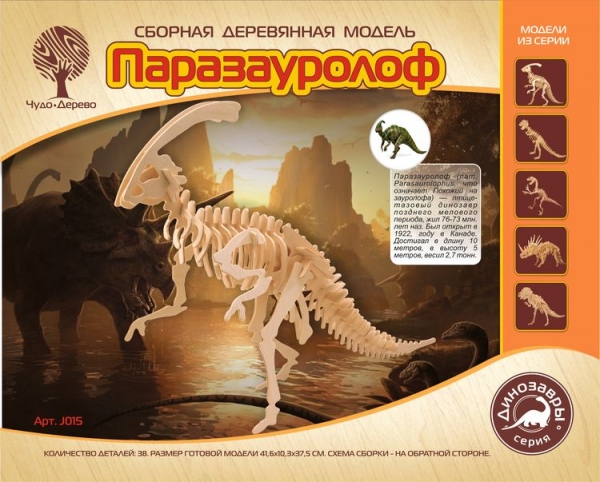 СБОРНАЯ ДЕРЕВЯННАЯ МОДЕЛЬ
Паразауролоф
Чудо-Дерево
МОДЕЛИ
ИЗ СЕРИИ
Паразауролоф (лат.
Parasaurolophus, что
означает Похожий на
зауролофа) — птице-
тазовый динозавр
позднего мелового
периода, жил 76-73 млн.
лет наз. Был открыт в
1922, году в Канаде.
Достигал в длину 10
метров, в высоту 5
метров, весил 2,7 тонн.
Арт. J015
Динозавры
серия
КОЛИЧЕСТВО ДЕТАЛЕЙ: 38. РАЗМЕР ГОТОВОЙ МОДЕЛИ 41,6х10,3х37,5 СМ. СХЕМА СБОРКИ - НА ОБРАТНОЙ СТОРОНЕ.